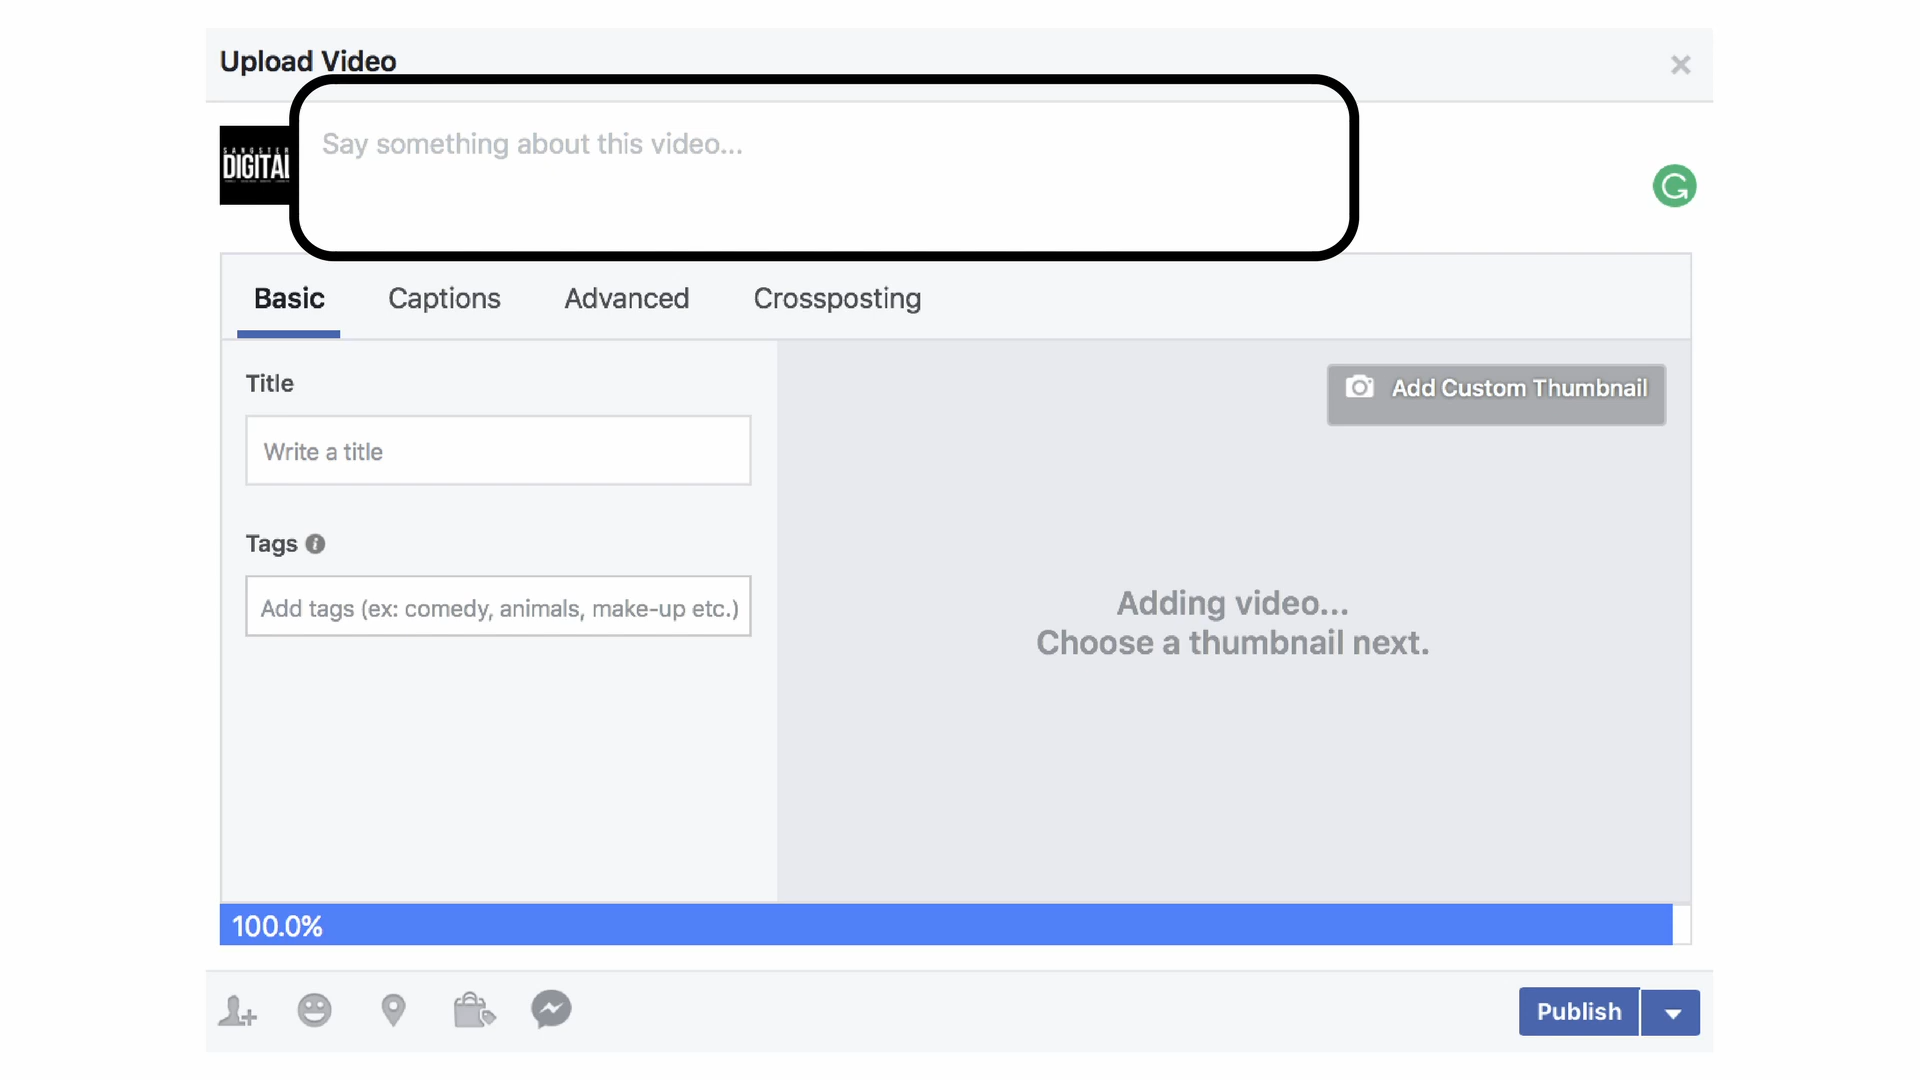 Upload Video
SANGSTER
DIGITAL
Say something about this video...
Basic Captions Advanced Crossposting
Title
Write a title
Tags
Add tags (ex: comedy, animals, make-up etc.)
Add Custom Thumbnail
Adding video...
Choose a thumbnail next.
100.0%
Publish